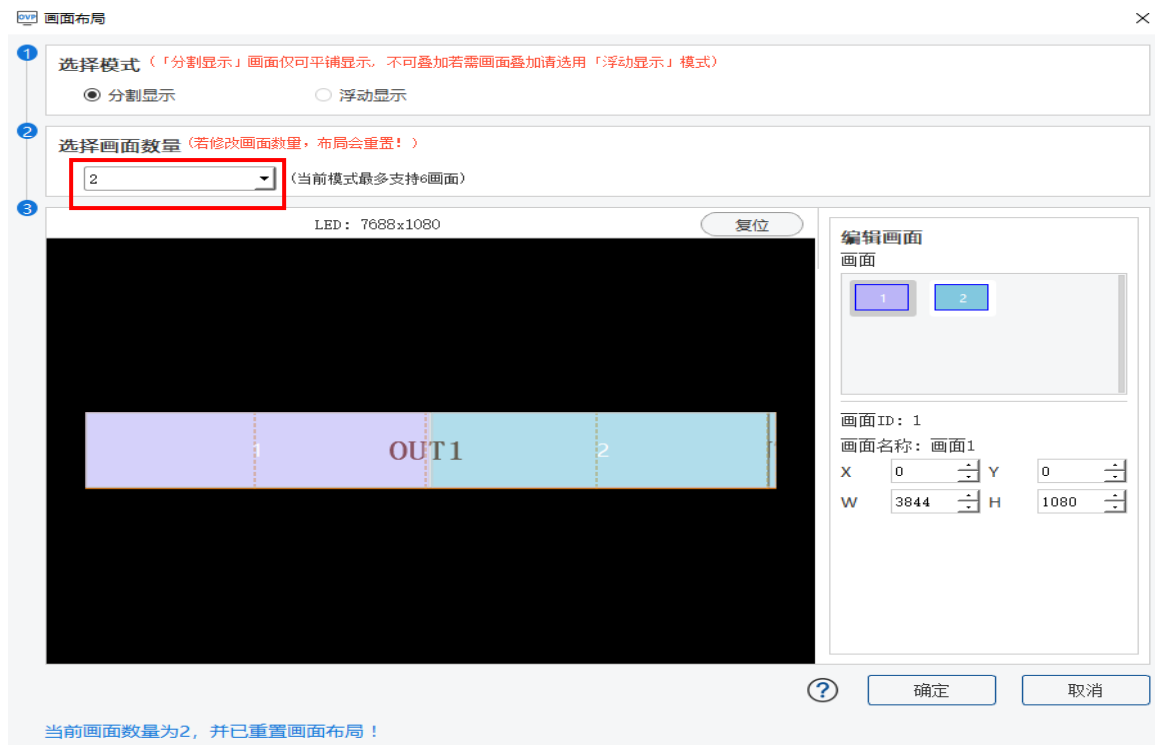 OVP 画面布局
1
选择模式(「分割显示」画面仅可平铺显示, 不可叠加若需画面叠加请选用「浮动显示」模式)
分割显示 浮动显示
2
选择画面数量(若修改画面数量,布局会重置!)
2 (当前模式最多支持6画面)
3
LED: 7688x1080 复位
1 OUT1 2
编辑画面
画面
1 2
画面ID: 1
画面名称: 画面1
X 0 Y 0
W 3844 H 1080
? 确定 取消
当前画面数量为2, 并已重置画面布局!